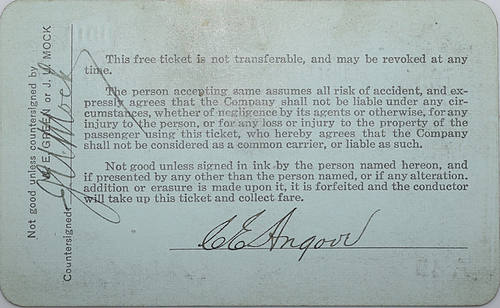 This free ticket is not transferable, and may be revoked at any
time.
The person accepting same assumes all risk of accident, and ex-
pressly agrees that the Company shall not be liable under any cir-
cumstances, whether of negligence by its agents or otherwise, for any
injury to the person, or for any loss or injury to the property of the
passenger using this ticket, who hereby agrees that the Company
shall not be considered as a common carrier, or liable as such.
Not good unless signed in ink by the person named hereon, and
if presented by any other than the person named, or if any alteration.
addition or erasure is made upon it, it is forfeited and the conductor
will take up this ticket and collect fare.
Not good unless countersigned by
E. GREEN or J. W. MOCK
Countersigned
J W Mock